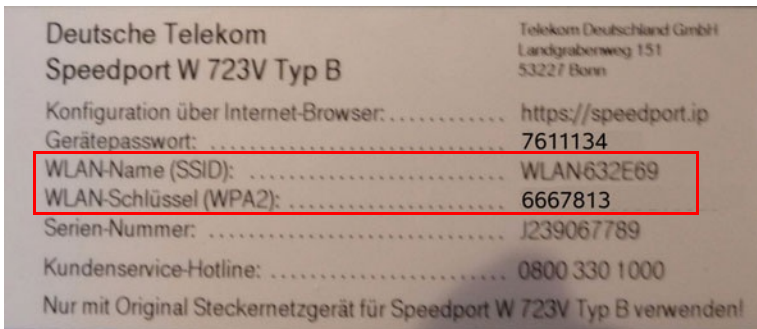 Deutsche Telekom
Speedport W 723V Typ B
Telekom Deutschland GmbH
Landgrabenweg 151
53227 Bonn
Konfiguration über Internet-Browser: ............ https://speedport.ip
Gerätepasswort: ............................... 7611134
WLAN-Name (SSID): ........................... WLAN-632E69
WLAN-Schlüssel (WPA2): ....................... 6667813
Serien-Nummer: ............................... J239067789
Kundenservice-Hotline: ........................ 0800 330 1000
Nur mit Original Steckernetzgerät für Speedport W 723V Typ B verwenden!